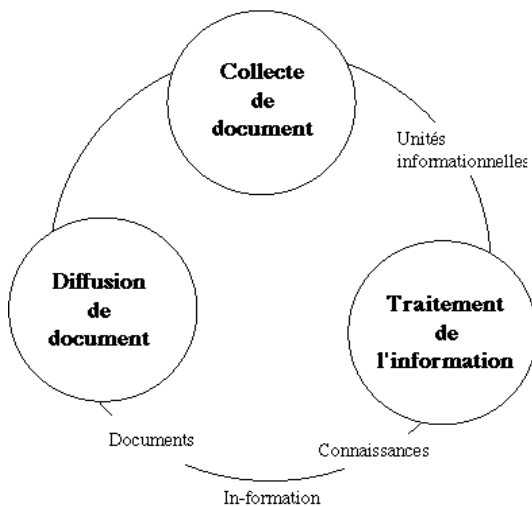 Collecte
de
document
Unités
informationnelles
Diffusion
de
document
Traitement
de
l'information
Documents
Connaissances
In-formation